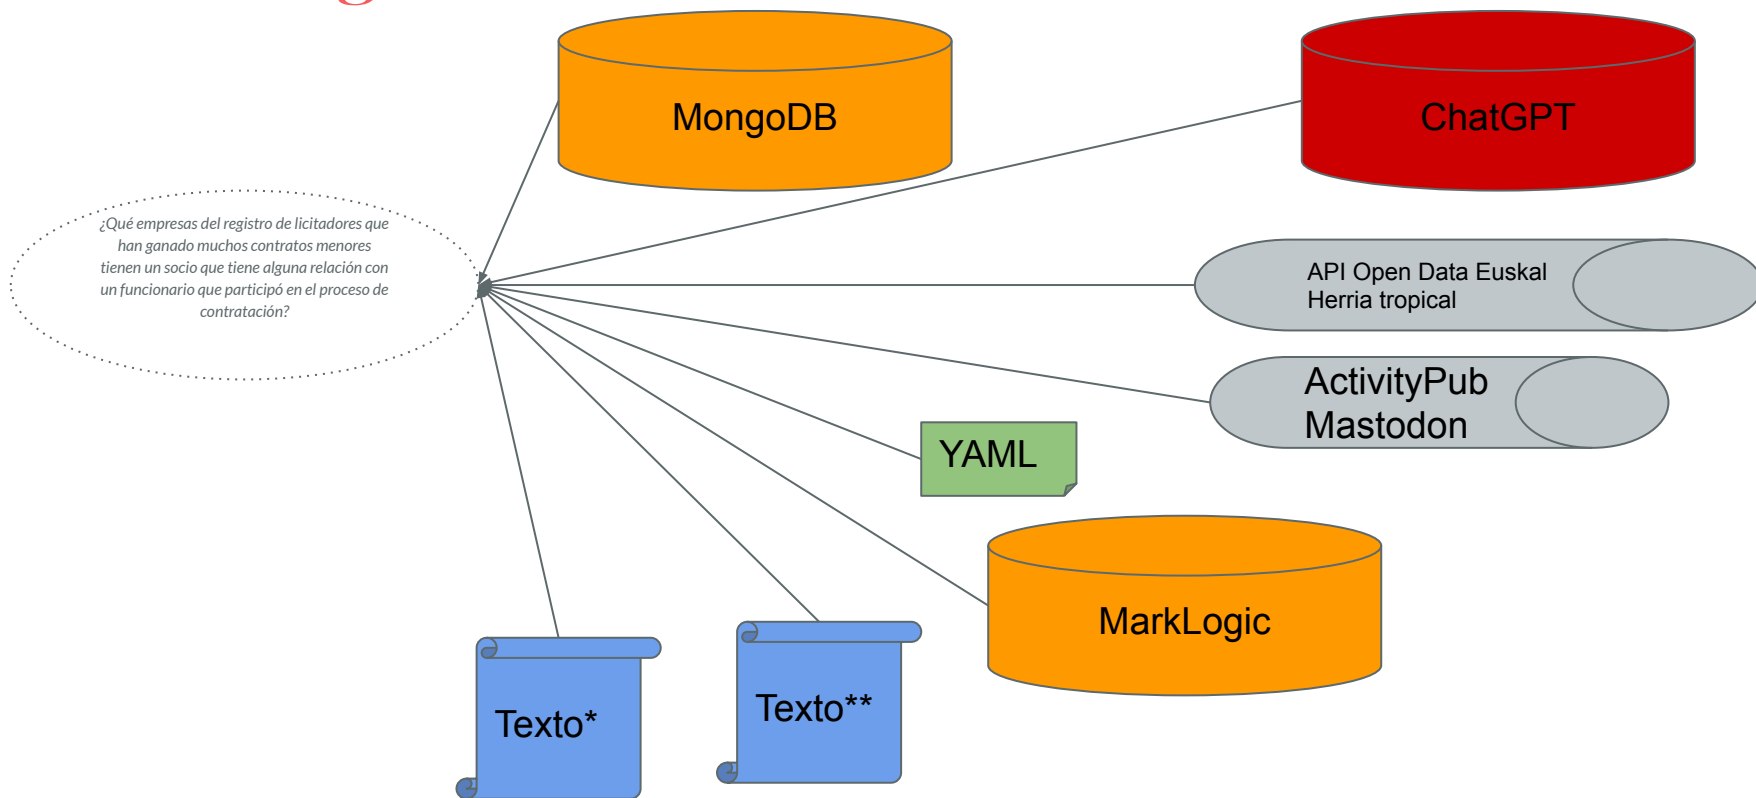 g
MongoDB
ChatGPT
¿Qué empresas del registro de licitadores que
han ganado muchos contratos menores
tienen un socio que tiene alguna relación con
un funcionario que participó en el proceso de
contratación?
API Open Data Euskal
Herria tropical
ActivityPub
Mastodon
YAML
MarkLogic
Texto*
Texto**